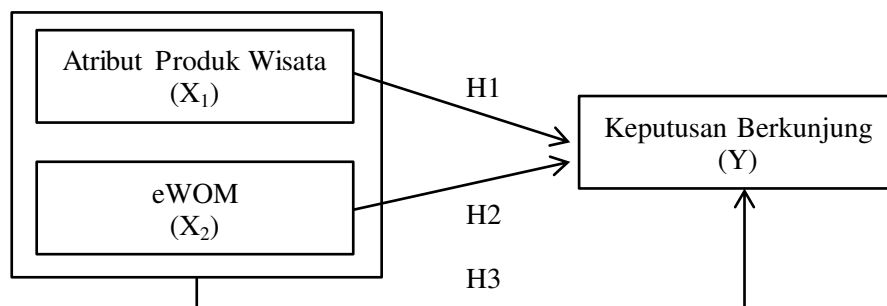 Atribut Produk Wisata
(X₁)
H1
Keputusan Berkunjung
(Y)
eWOM
(X₂)
H2
H3